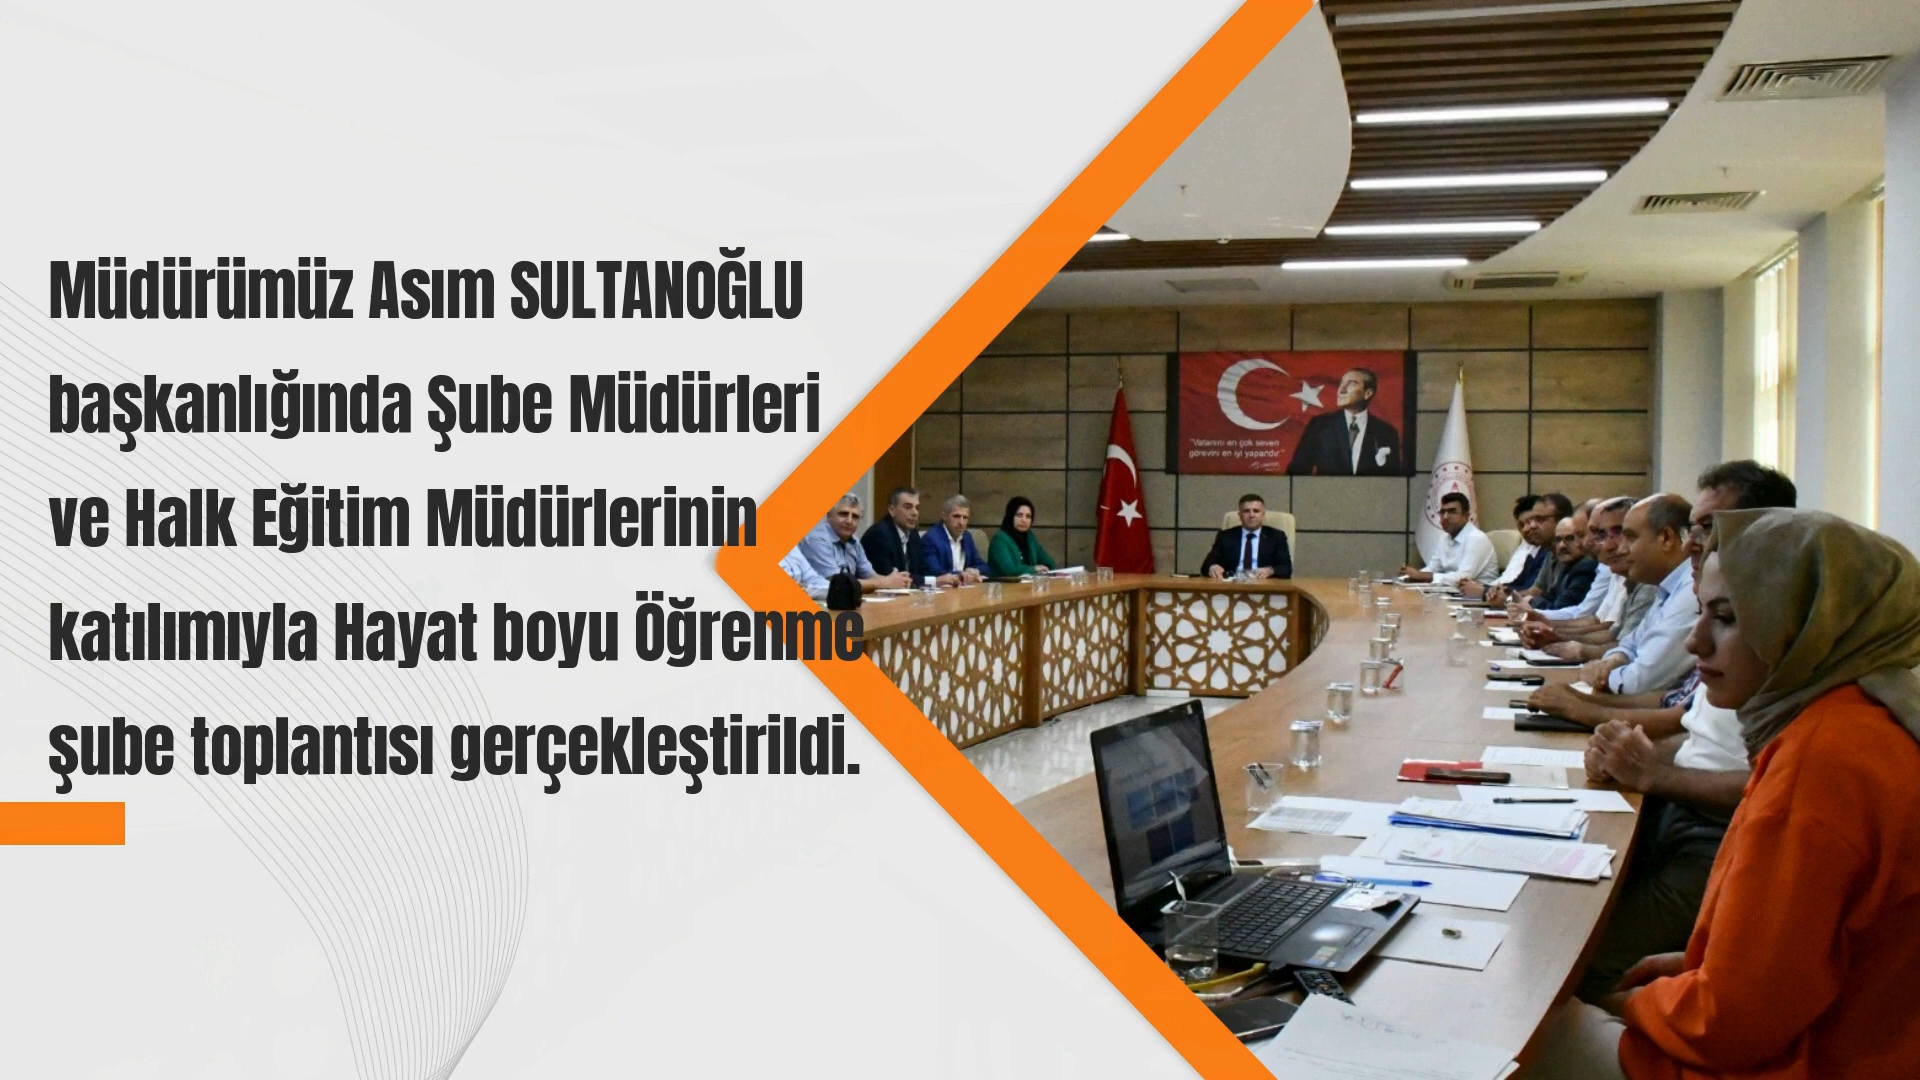 Müdürümüz Asım SULTANOĞLU
başkanlığında Şube Müdürleri
ve Halk Eğitim Müdürlerinin
katılımıyla Hayat boyu Öğrenme
şube toplantısı gerçekleştirildi.
"Vatanını en çok seven
görevini en iyi yapandır."